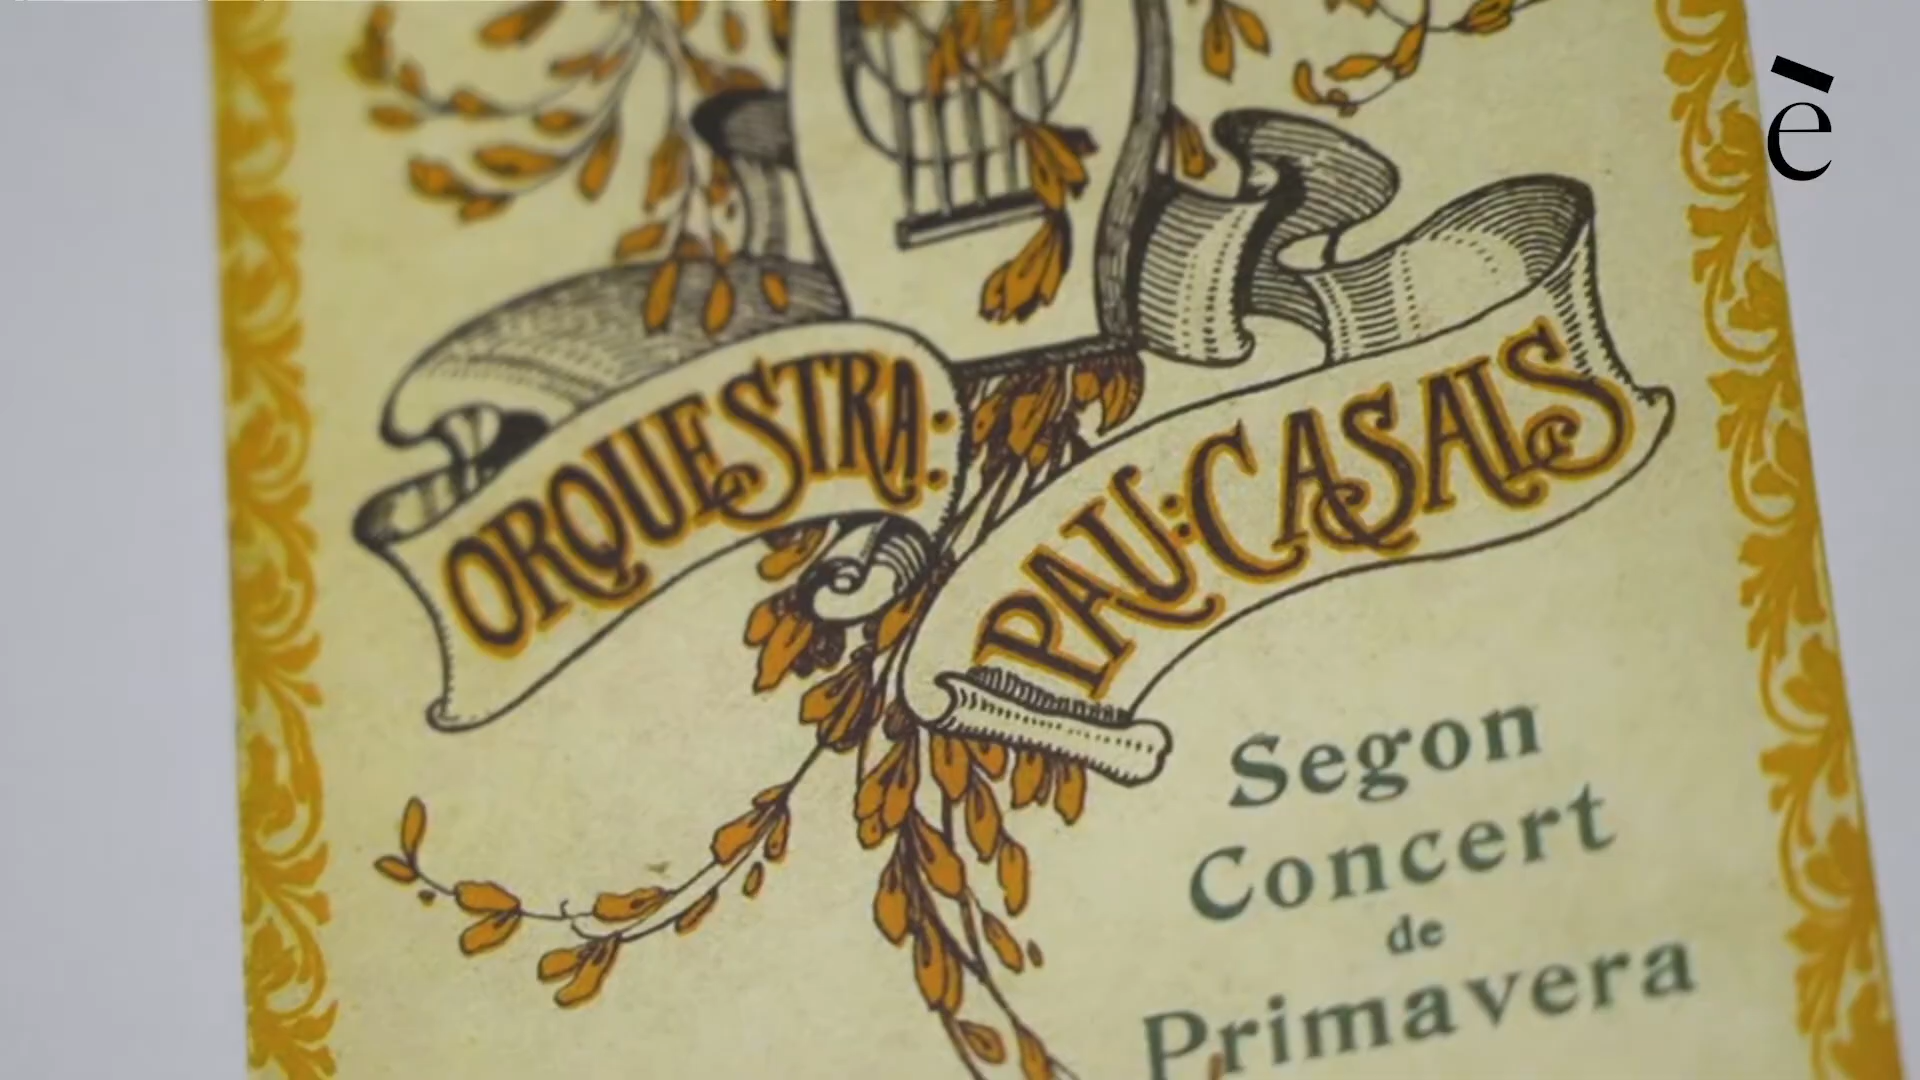 è
ORQUESTRA:
PAU:CASALS
Segon
Concert
de
Primavera